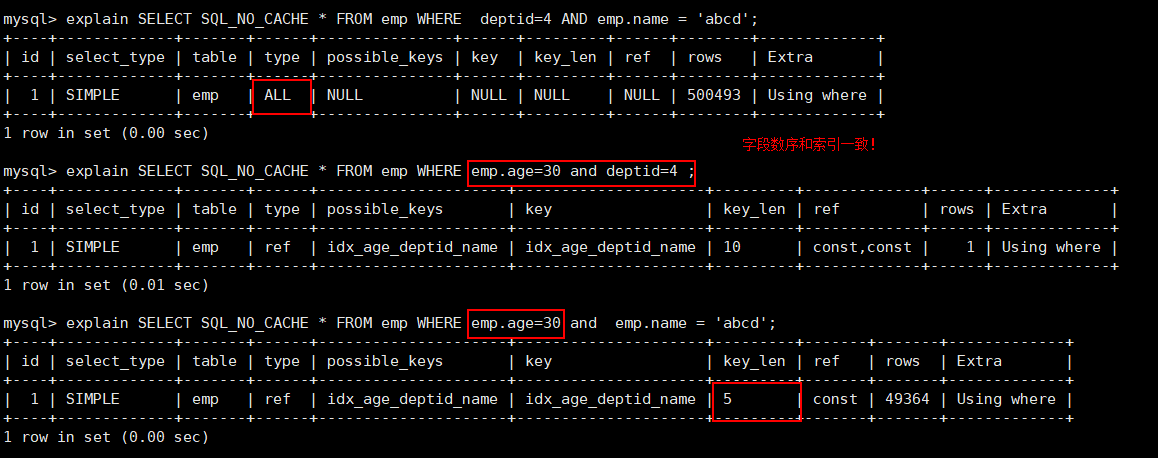 mysql> explain SELECT SQL_NO_CACHE * FROM emp WHERE  deptid=4 AND emp.name = 'abcd';
+----+-------------+-------+------+---------------+------+---------+------+--------+-------------+
| id | select_type | table | type | possible_keys | key  | key_len | ref  | rows   | Extra       |
+----+-------------+-------+------+---------------+------+---------+------+--------+-------------+
|  1 | SIMPLE      | emp   | ALL  | NULL          | NULL | NULL    | NULL | 500493 | Using where |
+----+-------------+-------+------+---------------+------+---------+------+--------+-------------+
1 row in set (0.00 sec)
字段数序和索引一致!
mysql> explain SELECT SQL_NO_CACHE * FROM emp WHERE emp.age=30 and deptid=4 ;
+----+-------------+-------+------+---------------------+---------------------+---------+-------------+------+-------------+
| id | select_type | table | type | possible_keys       | key                 | key_len | ref         | rows | Extra       |
+----+-------------+-------+------+---------------------+---------------------+---------+-------------+------+-------------+
|  1 | SIMPLE      | emp   | ref  | idx_age_deptid_name | idx_age_deptid_name | 10      | const,const |    1 | Using where |
+----+-------------+-------+------+---------------------+---------------------+---------+-------------+------+-------------+
1 row in set (0.01 sec)
mysql> explain SELECT SQL_NO_CACHE * FROM emp WHERE emp.age=30 and  emp.name = 'abcd';
+----+-------------+-------+------+---------------------+---------------------+---------+-------+-------+-------------+
| id | select_type | table | type | possible_keys       | key                 | key_len | ref   | rows  | Extra       |
+----+-------------+-------+------+---------------------+---------------------+---------+-------+-------+-------------+
|  1 | SIMPLE      | emp   | ref  | idx_age_deptid_name | idx_age_deptid_name | 5       | const | 49364 | Using where |
+----+-------------+-------+------+---------------------+---------------------+---------+-------+-------+-------------+
1 row in set (0.00 sec)